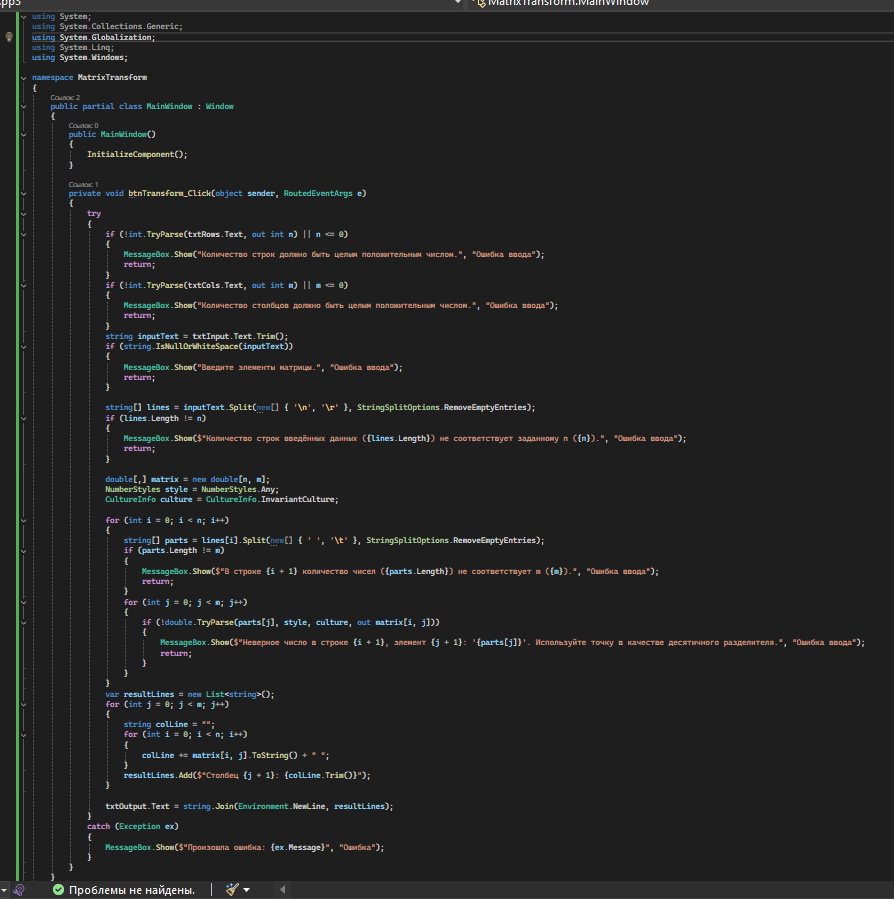 MatrixTransform.MainWindow
using System;
using System.Collections.Generic;
using System.Globalization;
using System.Linq;
using System.Windows;
namespace MatrixTransform
{
Ссылок: 2
public partial class MainWindow : Window
{
Ссылок: 0
public MainWindow()
{
InitializeComponent();
}
Ссылок: 1
private void btnTransform_Click(object sender, RoutedEventArgs e)
{
try
{
if (!int.TryParse(txtRows.Text, out int n) || n <= 0)
{
MessageBox.Show("Количество строк должно быть целым положительным числом.", "Ошибка ввода");
return;
}
if (!int.TryParse(txtCols.Text, out int m) || m <= 0)
{
MessageBox.Show("Количество столбцов должно быть целым положительным числом.", "Ошибка ввода");
return;
}
string inputText = txtInput.Text.Trim();
if (string.IsNullOrWhiteSpace(inputText))
{
MessageBox.Show("Введите элементы матрицы.", "Ошибка ввода");
return;
}
string[] lines = inputText.Split(new[] { '\n', '\r' }, StringSplitOptions.RemoveEmptyEntries);
if (lines.Length != n)
{
MessageBox.Show($"Количество строк введённых данных ({lines.Length}) не соответствует заданному n ({n}).", "Ошибка ввода");
return;
}
double[,] matrix = new double[n, m];
NumberStyles style = NumberStyles.Any;
CultureInfo culture = CultureInfo.InvariantCulture;
for (int i = 0; i < n; i++)
{
string[] parts = lines[i].Split(new[] { ' ', '\t' }, StringSplitOptions.RemoveEmptyEntries);
if (parts.Length != m)
{
MessageBox.Show($"В строке {i + 1} количество чисел ({parts.Length}) не соответствует m ({m}).", "Ошибка ввода");
return;
}
for (int j = 0; j < m; j++)
{
if (!double.TryParse(parts[j], style, culture, out matrix[i, j]))
{
MessageBox.Show($"Неверное число в строке {i + 1}, элемент {j + 1}: '{parts[j]}'. Используйте точку в качестве десятичного разделителя.", "Ошибка ввода");
return;
}
}
}
var resultLines = new List<string>();
for (int j = 0; j < m; j++)
{
string colLine = "";
for (int i = 0; i < n; i++)
{
colLine += matrix[i, j].ToString() + " ";
}
resultLines.Add($"Столбец {j + 1}: {colLine.Trim()}");
}
txtOutput.Text = string.Join(Environment.NewLine, resultLines);
}
catch (Exception ex)
{
MessageBox.Show($"Произошла ошибка: {ex.Message}", "Ошибка");
}
}
}
Проблемы не найдены.